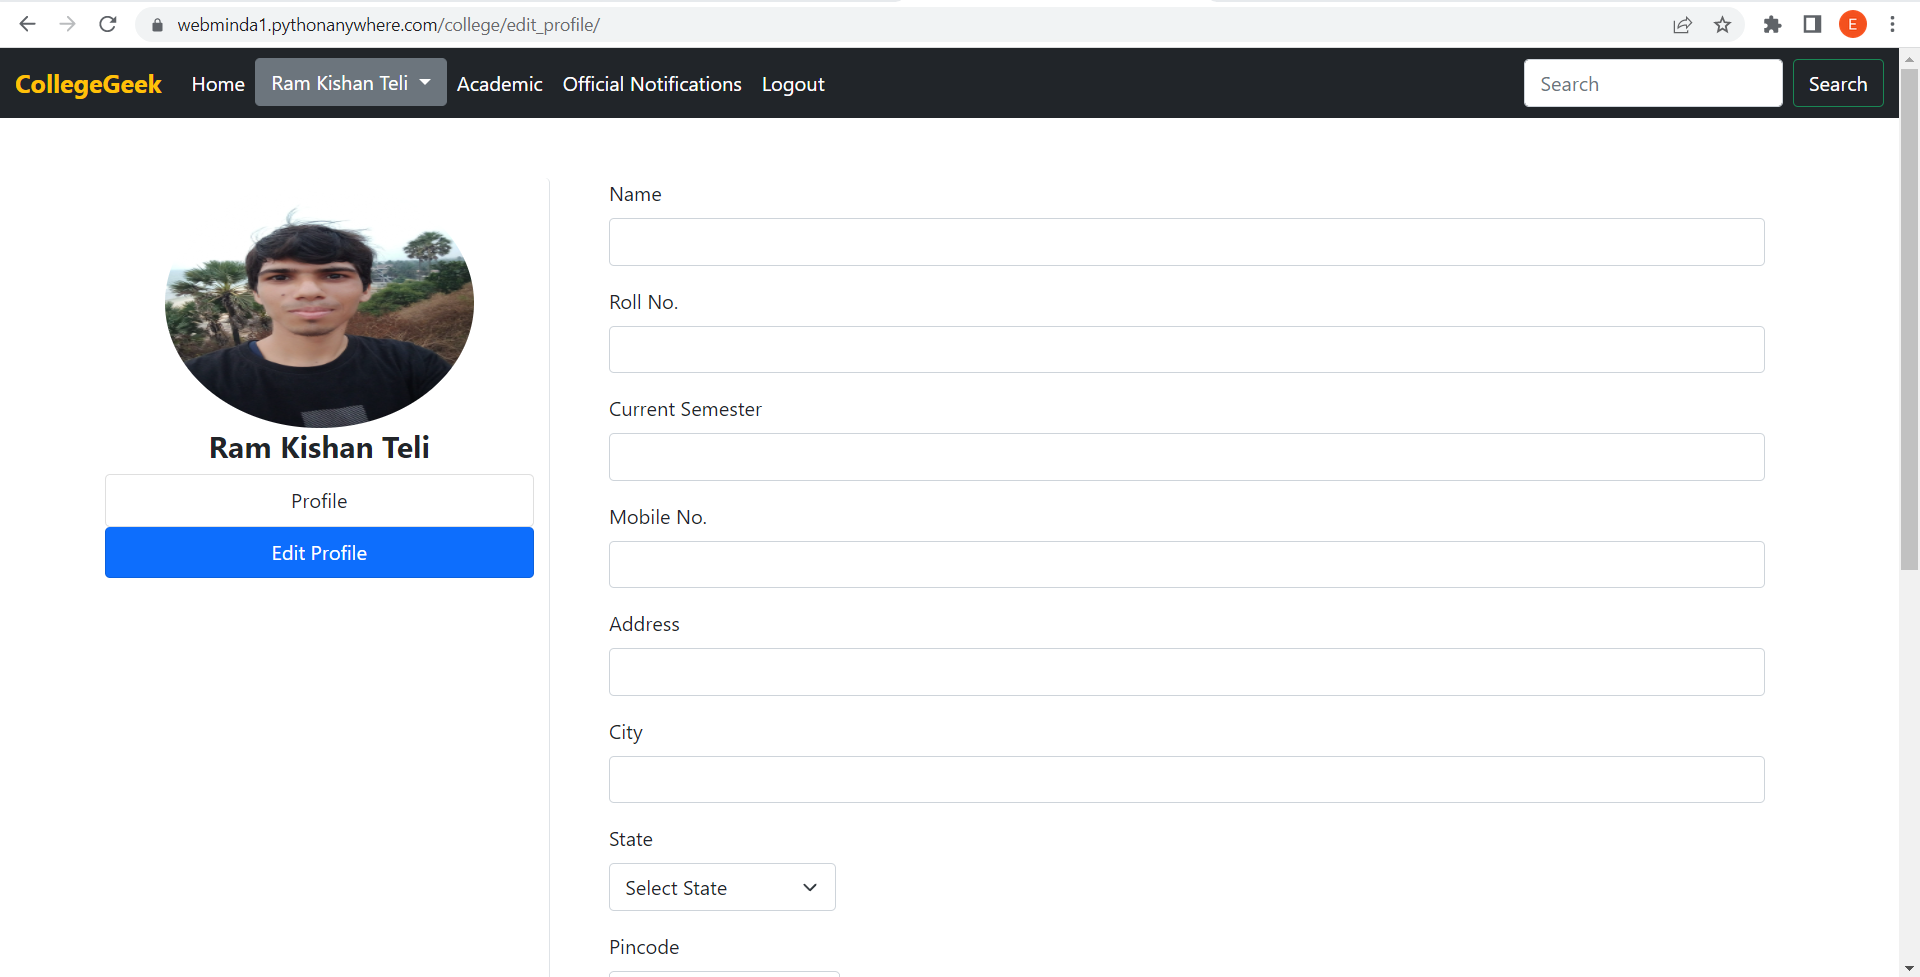 webminda1.pythonanywhere.com/college/edit_profile/
E
CollegeGeek Home Ram Kishan Teli Academic Official Notifications Logout Search Search
Ram Kishan Teli
Profile
Edit Profile
Name
Roll No.
Current Semester
Mobile No.
Address
City
State
Select State
Pincode